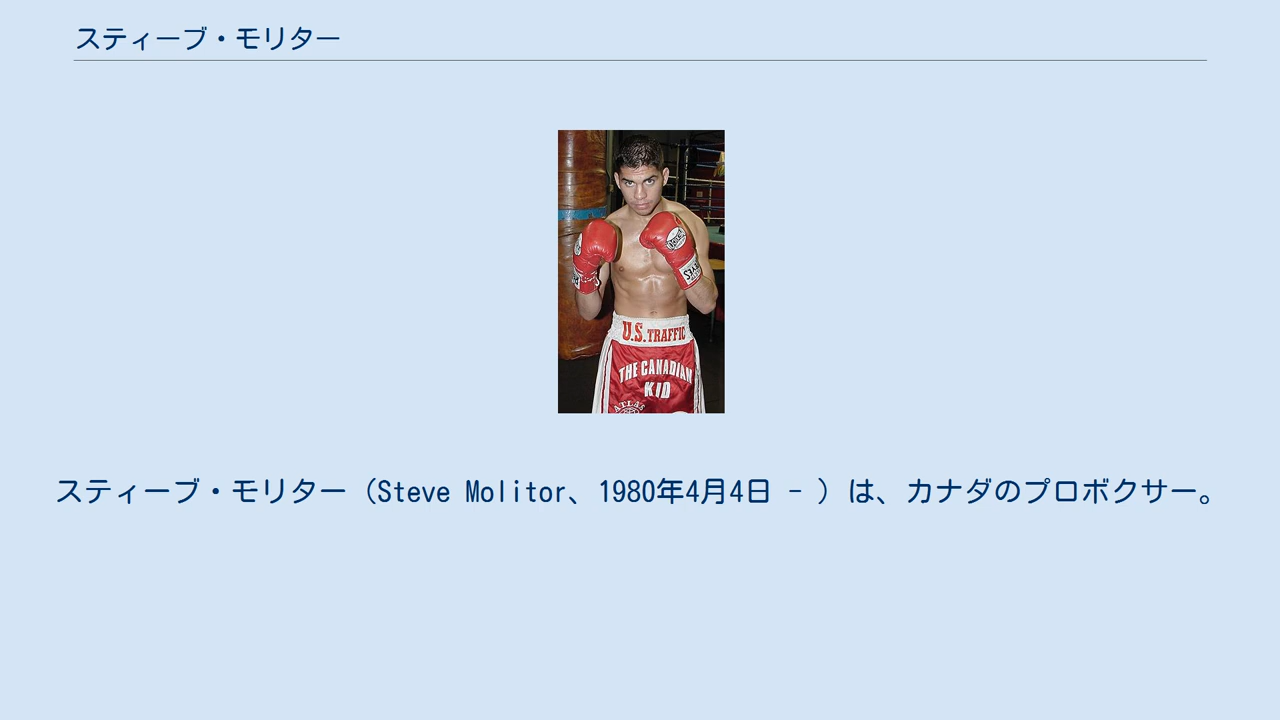 スティーブ・モリター
U.S. TRAFFIC
THE CANADIAN
KID
ATLAS
スティーブ・モリター（Steve Molitor、1980年4月4日 - ）は、カナダのプロボクサー。